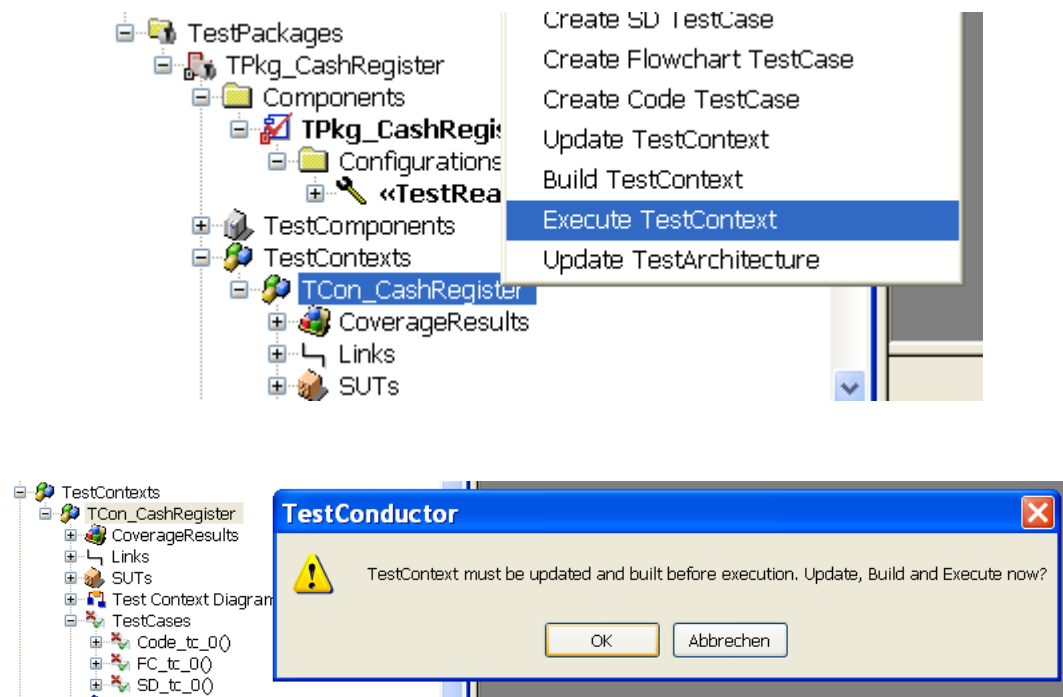 TestPackages
TPkg_CashRegister
Components
TPkg_CashRegis
Configurations
«TestRea
TestComponents
TestContexts
TCon_CashRegister
CoverageResults
Links
SUTs
Create SD TestCase
Create Flowchart TestCase
Create Code TestCase
Update TestContext
Build TestContext
Execute TestContext
Update TestArchitecture
TestContexts
TCon_CashRegister
CoverageResults
Links
SUTs
Test Context Diagram
TestCases
Code_tc_0()
FC_tc_0()
SD_tc_0()
TestConductor
TestContext must be updated and built before execution. Update, Build and Execute now?
OK
Abbrechen